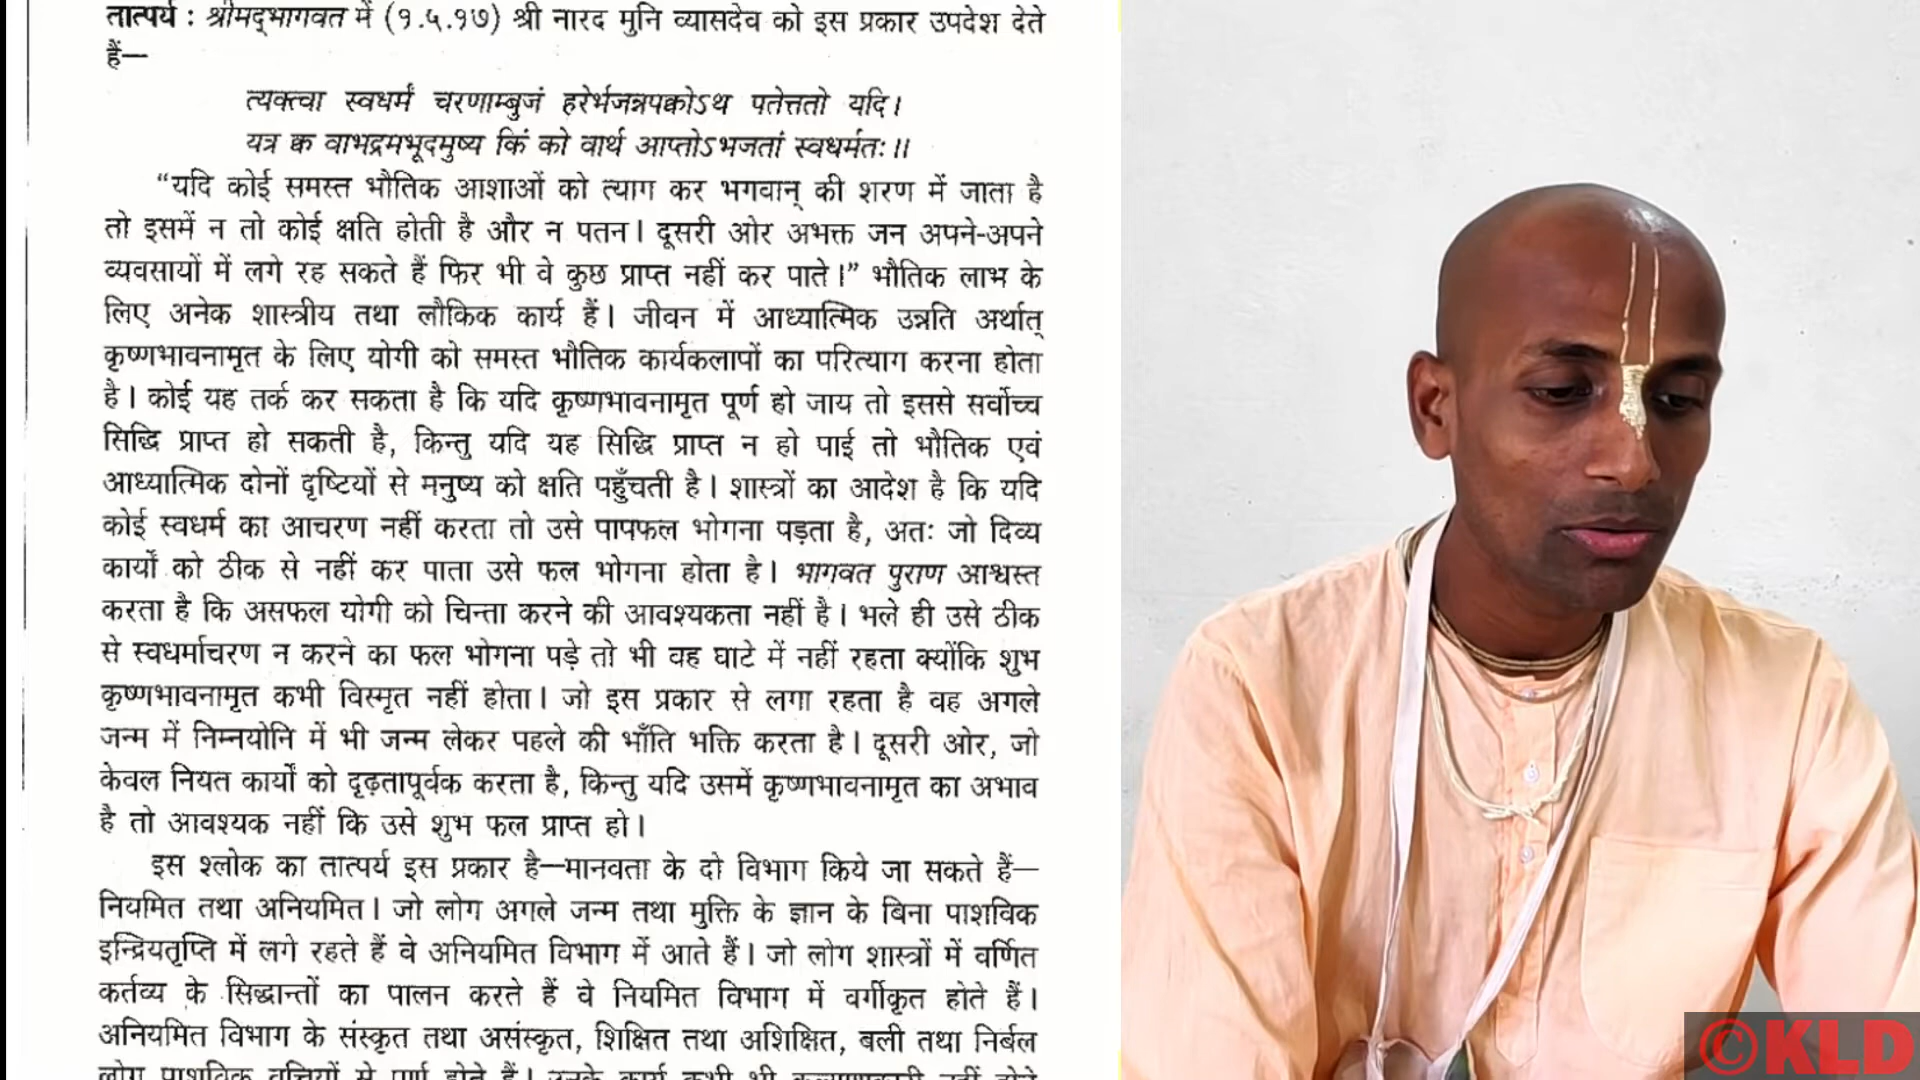 तात्पर्य : श्रीमद्भागवत में (१.५.१७) श्री नारद मुनि व्यासदेव को इस प्रकार उपदेश देते
हैं—
त्यक्त्वा स्वधर्मं चरणाम्बुजं हरेर्भजन्नपक्वोऽथ पतेत्ततो यदि।
यत्र क्व वाभद्रमभूदमुष्य किं को वार्थ आप्तोऽभजतां स्वधर्मतः॥
“यदि कोई समस्त भौतिक आशाओं को त्याग कर भगवान् की शरण में जाता है
तो इसमें न तो कोई क्षति होती है और न पतन। दूसरी ओर अभक्त जन अपने-अपने
व्यवसायों में लगे रह सकते हैं फिर भी वे कुछ प्राप्त नहीं कर पाते।” भौतिक लाभ के
लिए अनेक शास्त्रीय तथा लौकिक कार्य हैं। जीवन में आध्यात्मिक उन्नति अर्थात्
कृष्णभावनामृत के लिए योगी को समस्त भौतिक कार्यकलापों का परित्याग करना होता
है। कोई यह तर्क कर सकता है कि यदि कृष्णभावनामृत पूर्ण हो जाय तो इससे सर्वोच्च
सिद्धि प्राप्त हो सकती है, किन्तु यदि यह सिद्धि प्राप्त न हो पाई तो भौतिक एवं
आध्यात्मिक दोनों दृष्टियों से मनुष्य को क्षति पहुँचती है। शास्त्रों का आदेश है कि यदि
कोई स्वधर्म का आचरण नहीं करता तो उसे पापफल भोगना पड़ता है, अतः जो दिव्य
कार्यों को ठीक से नहीं कर पाता उसे फल भोगना होता है। भागवत पुराण आश्वस्त
करता है कि असफल योगी को चिन्ता करने की आवश्यकता नहीं है। भले ही उसे ठीक
से स्वधर्माचरण न करने का फल भोगना पड़े तो भी वह घाटे में नहीं रहता क्योंकि शुभ
कृष्णभावनामृत कभी विस्मृत नहीं होता। जो इस प्रकार से लगा रहता है वह अगले
जन्म में निम्नयोनि में भी जन्म लेकर पहले की भाँति भक्ति करता है। दूसरी ओर, जो
केवल नियत कार्यों को दृढ़तापूर्वक करता है, किन्तु यदि उसमें कृष्णभावनामृत का अभाव
है तो आवश्यक नहीं कि उसे शुभ फल प्राप्त हो।
इस श्लोक का तात्पर्य इस प्रकार है—मानवता के दो विभाग किये जा सकते हैं—
नियमित तथा अनियमित। जो लोग अगले जन्म तथा मुक्ति के ज्ञान के बिना पाशविक
इन्द्रियतृप्ति में लगे रहते हैं वे अनियमित विभाग में आते हैं। जो लोग शास्त्रों में वर्णित
कर्तव्य के सिद्धान्तों का पालन करते हैं वे नियमित विभाग में वर्गीकृत होते हैं।
अनियमित विभाग के संस्कृत तथा असंस्कृत, शिक्षित तथा अशिक्षित, बली तथा निर्बल
लोग पाशविक वृत्तियों से पूर्ण होते हैं। उनके कार्य कभी भी
©KLD